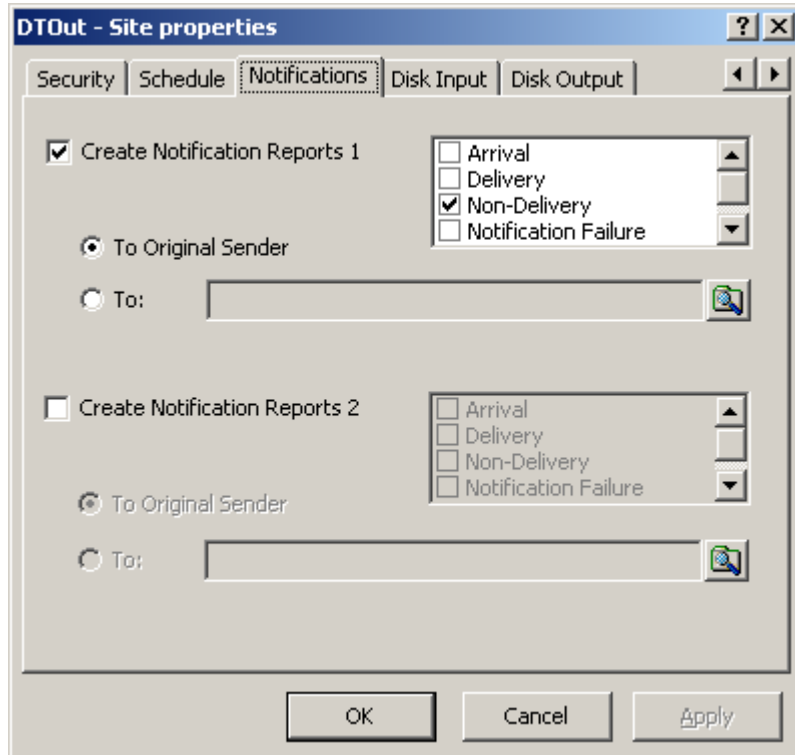 DTOut - Site properties
Security Schedule Notifications Disk Input Disk Output
Create Notification Reports 1
Arrival
Delivery
Non-Delivery
Notification Failure
To Original Sender
To:
Create Notification Reports 2
Arrival
Delivery
Non-Delivery
Notification Failure
To Original Sender
To:
OK Cancel Apply